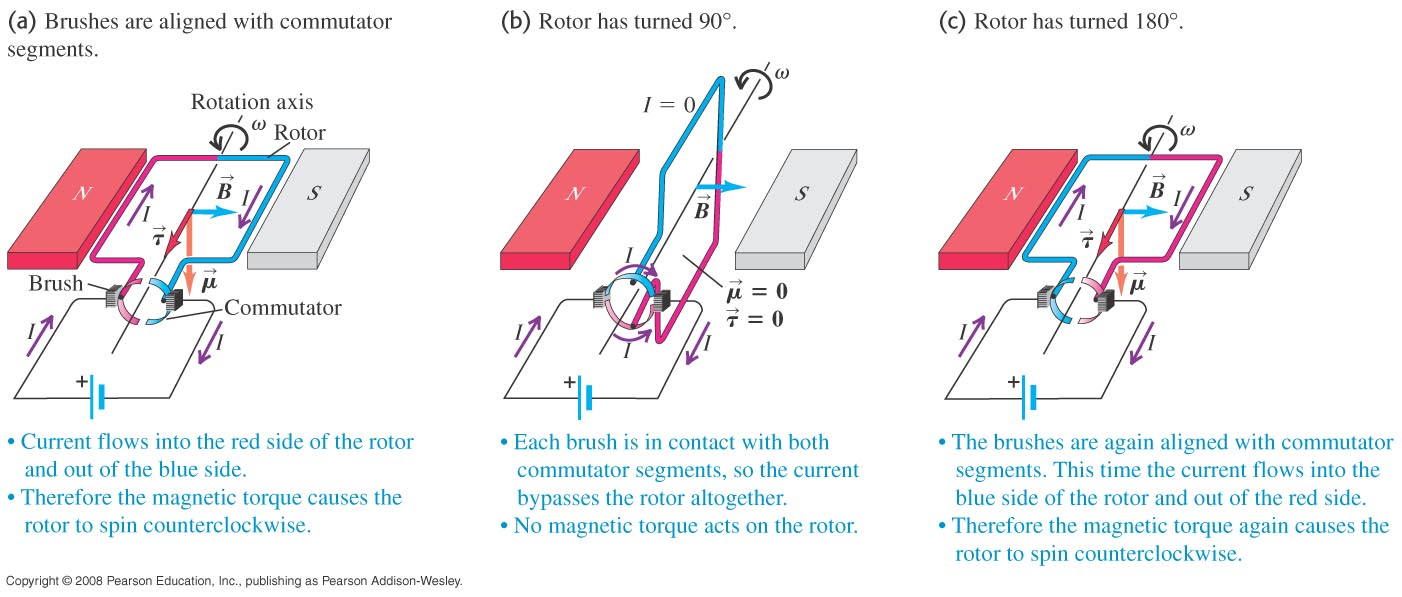 (a) Brushes are aligned with commutator
segments.
Rotation axis
ω
Rotor
N
B⃗
I
S
I
τ⃗
Brush
μ⃗
Commutator
I
I
+
• Current flows into the red side of the rotor
and out of the blue side.
• Therefore the magnetic torque causes the
rotor to spin counterclockwise.
(b) Rotor has turned 90°.
ω
I = 0
N
S
B⃗
I
μ⃗ = 0
τ⃗ = 0
I
I
I
+
• Each brush is in contact with both
commutator segments, so the current
bypasses the rotor altogether.
• No magnetic torque acts on the rotor.
(c) Rotor has turned 180°.
ω
N
B⃗
I
S
I
τ⃗
μ⃗
I
I
+
• The brushes are again aligned with commutator
segments. This time the current flows into the
blue side of the rotor and out of the red side.
• Therefore the magnetic torque again causes the
rotor to spin counterclockwise.
Copyright © 2008 Pearson Education, Inc., publishing as Pearson Addison-Wesley.